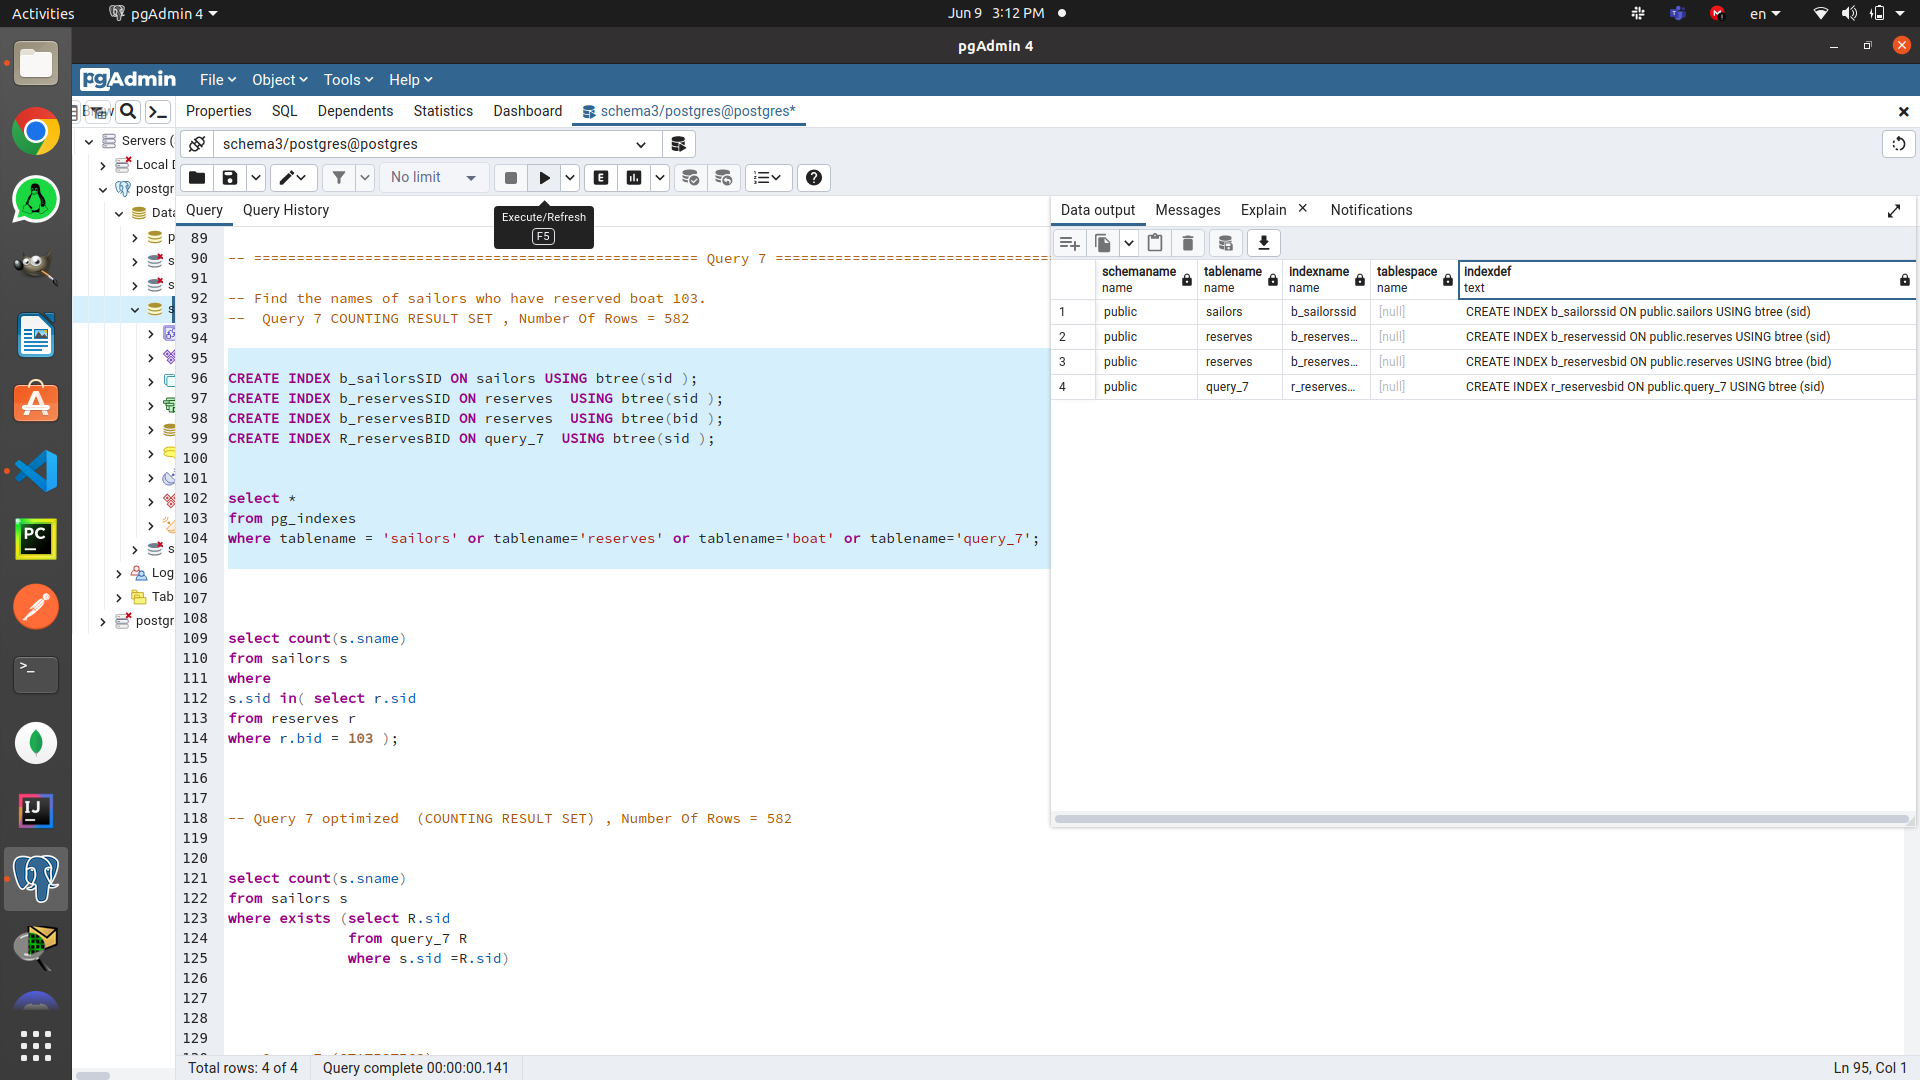 Activities
pgAdmin 4
Jun 9 3:12 PM
en
pgAdmin 4
pgAdmin
File
Object
Tools
Help
Properties
SQL
Dependents
Statistics
Dashboard
schema3/postgres@postgres*
Servers (
Local D
postgr
Data
p
s
s
s
s
Log
Tab
postgr
schema3/postgres@postgres
No limit
E
Execute/Refresh
F5
Query
Query History
89
90 -- ==================================================== Query 7 ================================
91
92 -- Find the names of sailors who have reserved boat 103.
93 --  Query 7 COUNTING RESULT SET , Number Of Rows = 582
94
95
96 CREATE INDEX b_sailorsSID ON sailors USING btree(sid );
97 CREATE INDEX b_reservesSID ON reserves  USING btree(sid );
98 CREATE INDEX b_reservesBID ON reserves  USING btree(bid );
99 CREATE INDEX R_reservesBID ON query_7  USING btree(sid );
100
101
102 select *
103 from pg_indexes
104 where tablename = 'sailors' or tablename='reserves' or tablename='boat' or tablename='query_7';
105
106
107
108
109 select count(s.sname)
110 from sailors s
111 where
112 s.sid in( select r.sid
113 from reserves r
114 where r.bid = 103 );
115
116
117
118 -- Query 7 optimized  (COUNTING RESULT SET) , Number Of Rows = 582
119
120
121 select count(s.sname)
122 from sailors s
123 where exists (select R.sid
124               from query_7 R
125               where s.sid =R.sid)
126
127
128
129
Data output
Messages
Explain
Notifications
schemaname name
tablename name
indexname name
tablespace name
indexdef text
1 public sailors b_sailorssid [null] CREATE INDEX b_sailorssid ON public.sailors USING btree (sid)
2 public reserves b_reserves... [null] CREATE INDEX b_reservessid ON public.reserves USING btree (sid)
3 public reserves b_reserves... [null] CREATE INDEX b_reservesbid ON public.reserves USING btree (bid)
4 public query_7 r_reserves... [null] CREATE INDEX r_reservesbid ON public.query_7 USING btree (sid)
Total rows: 4 of 4
Query complete 00:00:00.141
Ln 95, Col 1
PC
IJ
>_